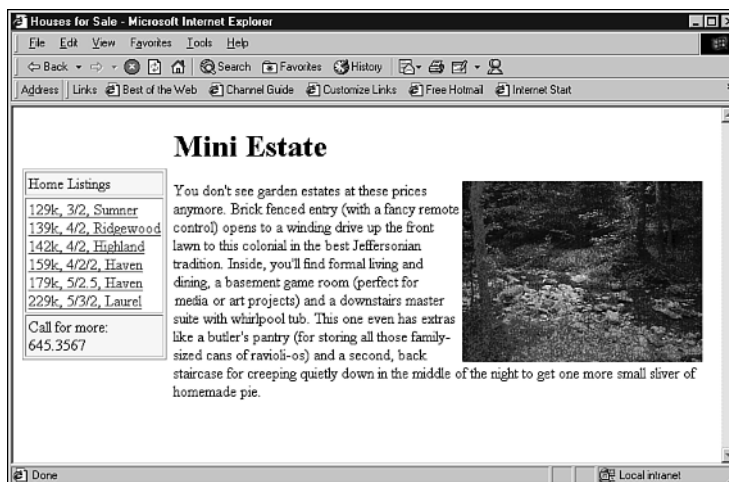 Houses for Sale - Microsoft Internet Explorer
File Edit View Favorites Tools Help
Back Search Favorites History
Address Links Best of the Web Channel Guide Customize Links Free Hotmail Internet Start
Mini Estate
Home Listings
129k, 3/2, Sumner
139k, 4/2, Ridgewood
142k, 4/2, Highland
159k, 4/2/2, Haven
179k, 5/2.5, Haven
229k, 5/3/2, Laurel
Call for more:
645.3567
You don't see garden estates at these prices
anymore. Brick fenced entry (with a fancy remote
control) opens to a winding drive up the front
lawn to this colonial in the best Jeffersonian
tradition. Inside, you'll find formal living and
dining, a basement game room (perfect for
media or art projects) and a downstairs master
suite with whirlpool tub. This one even has extras
like a butler's pantry (for storing all those family-
sized cans of ravioli-os) and a second, back
staircase for creeping quietly down in the middle of the night to get one more small sliver of
homemade pie.
Done
Local intranet